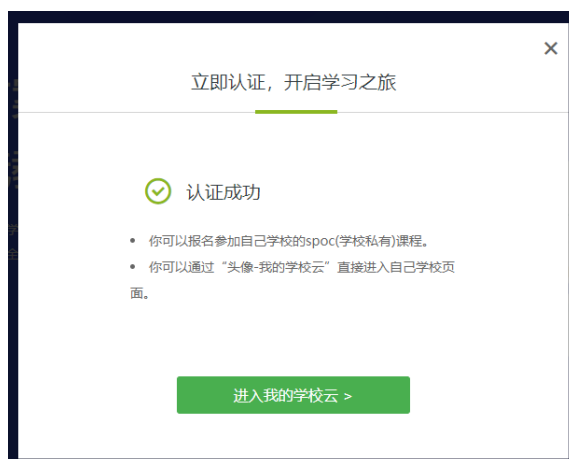 立即认证，开启学习之旅
认证成功
• 你可以报名参加自己学校的spoc(学校私有)课程。
• 你可以通过“头像-我的学校云”直接进入自己学校页
面。
进入我的学校云 >